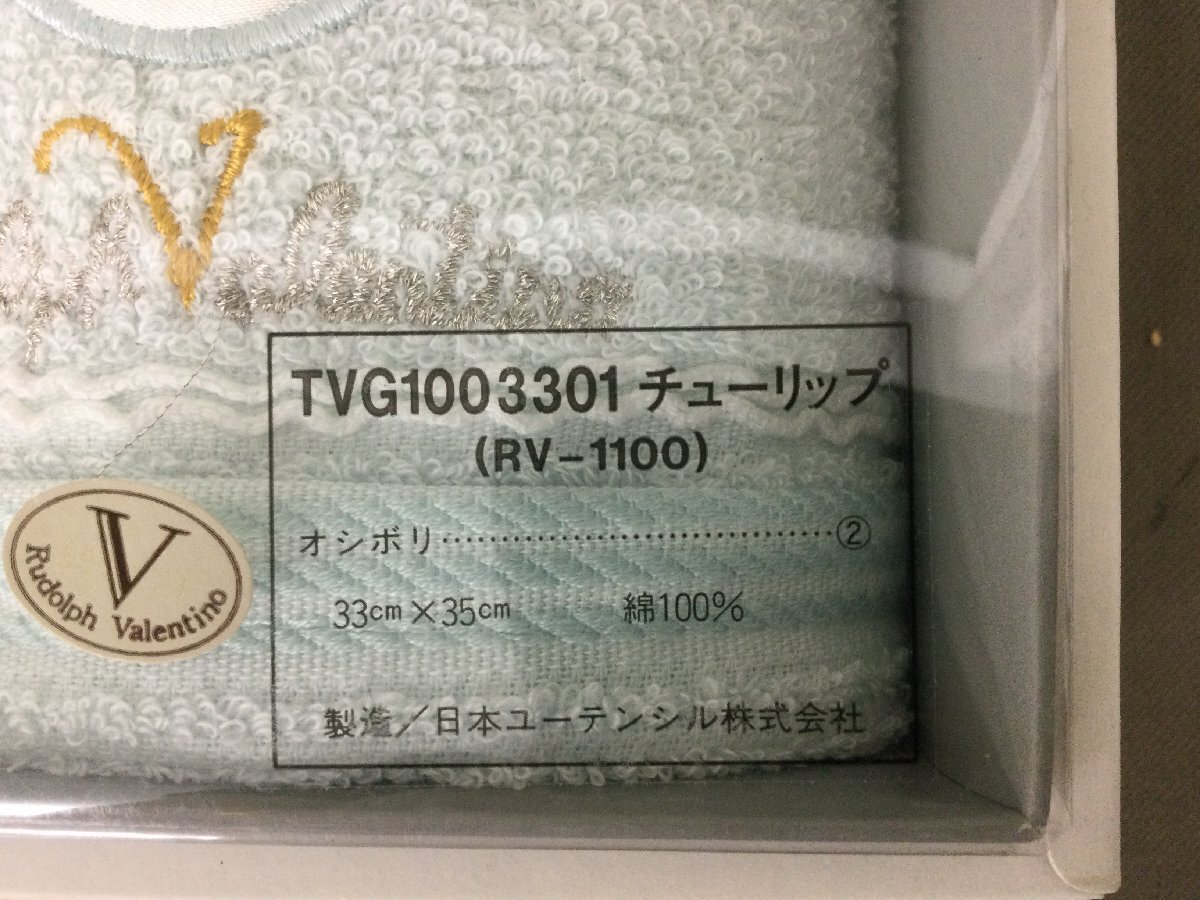 V
Valentino
TVG1003301 チューリップ
(RV-1100)
オシボリ……………………………②
33cm×35cm 綿100%
製造/日本ユーテンシル株式会社
V
Rudolph Valentino